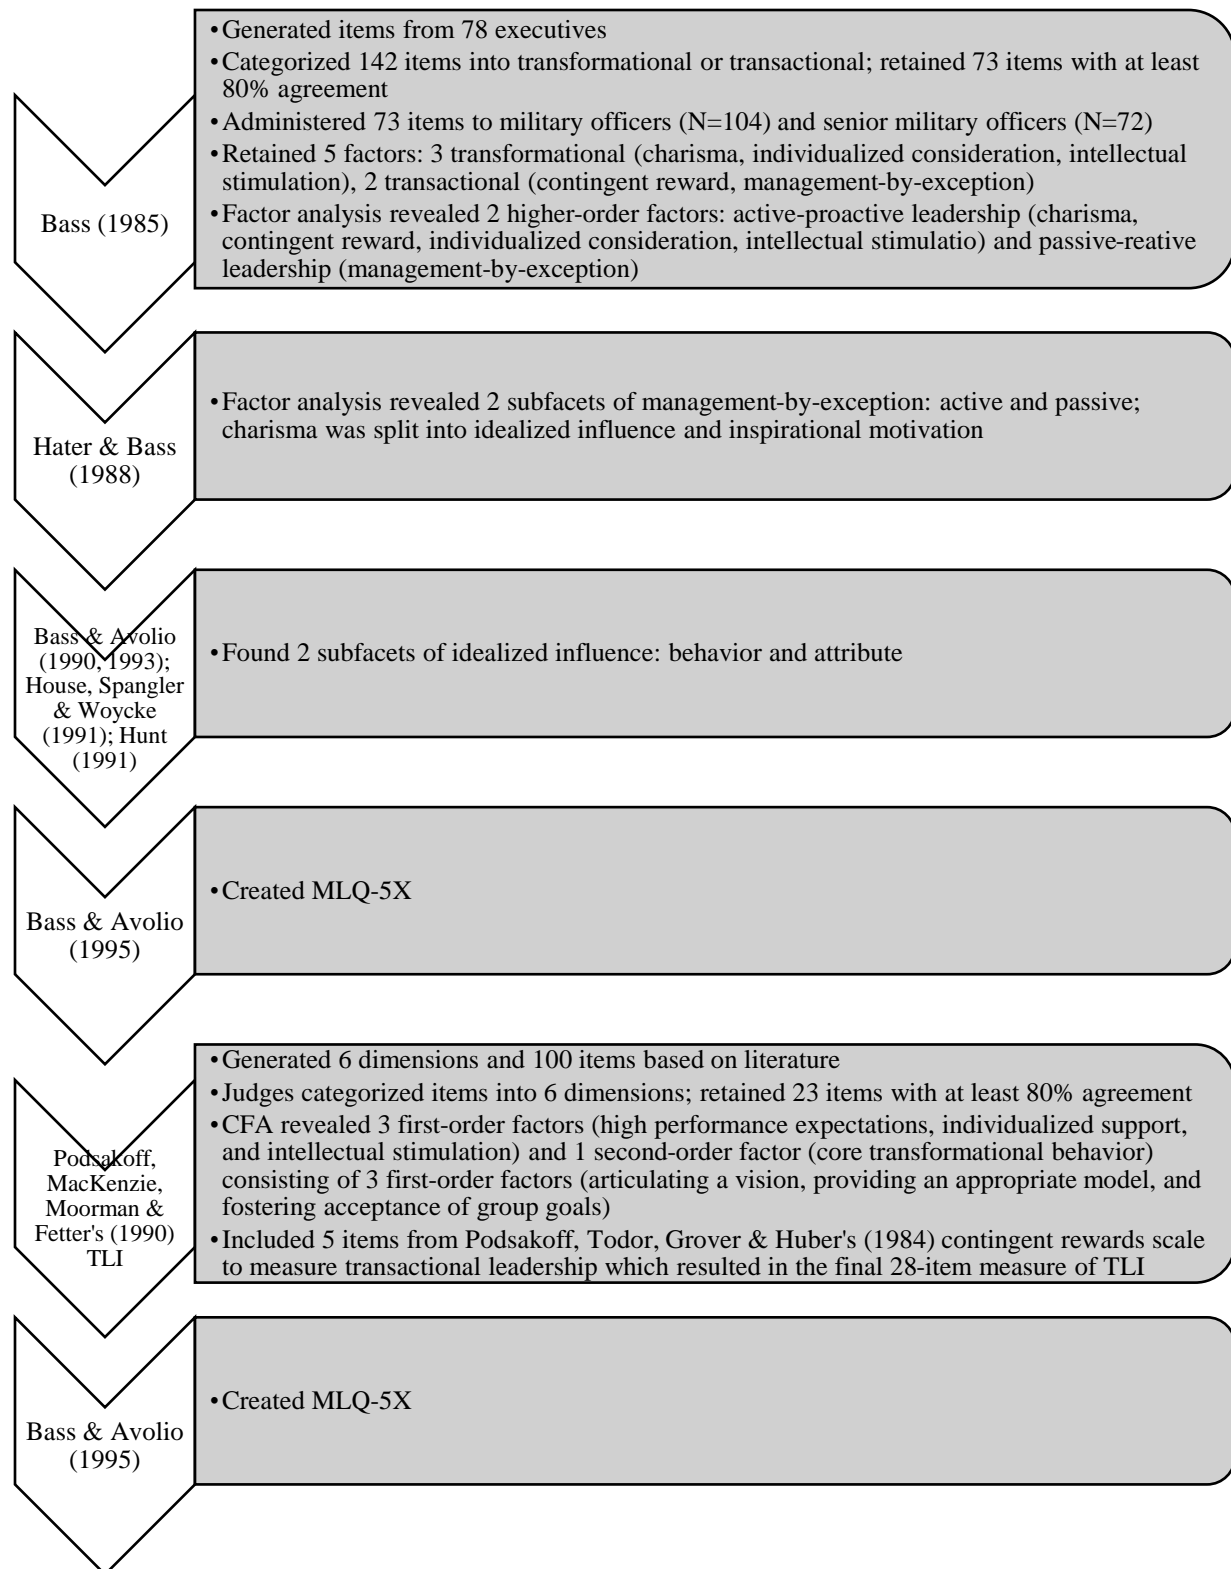 Bass (1985)
•Generated items from 78 executives
•Categorized 142 items into transformational or transactional; retained 73 items with at least
80% agreement
•Administered 73 items to military officers (N=104) and senior military officers (N=72)
•Retained 5 factors: 3 transformational (charisma, individualized consideration, intellectual
stimulation), 2 transactional (contingent reward, management-by-exception)
•Factor analysis revealed 2 higher-order factors: active-proactive leadership (charisma,
contingent reward, individualized consideration, intellectual stimulatio) and passive-reative
leadership (management-by-exception)
Hater & Bass
(1988)
•Factor analysis revealed 2 subfacets of management-by-exception: active and passive;
charisma was split into idealized influence and inspirational motivation
Bass & Avolio
(1990, 1993);
House, Spangler
& Woycke
(1991); Hunt
(1991)
•Found 2 subfacets of idealized influence: behavior and attribute
Bass & Avolio
(1995)
•Created MLQ-5X
Podsakoff,
MacKenzie,
Moorman &
Fetter's (1990)
TLI
•Generated 6 dimensions and 100 items based on literature
•Judges categorized items into 6 dimensions; retained 23 items with at least 80% agreement
•CFA revealed 3 first-order factors (high performance expectations, individualized support,
and intellectual stimulation) and 1 second-order factor (core transformational behavior)
consisting of 3 first-order factors (articulating a vision, providing an appropriate model, and
fostering acceptance of group goals)
•Included 5 items from Podsakoff, Todor, Grover & Huber's (1984) contingent rewards scale
to measure transactional leadership which resulted in the final 28-item measure of TLI
Bass & Avolio
(1995)
•Created MLQ-5X